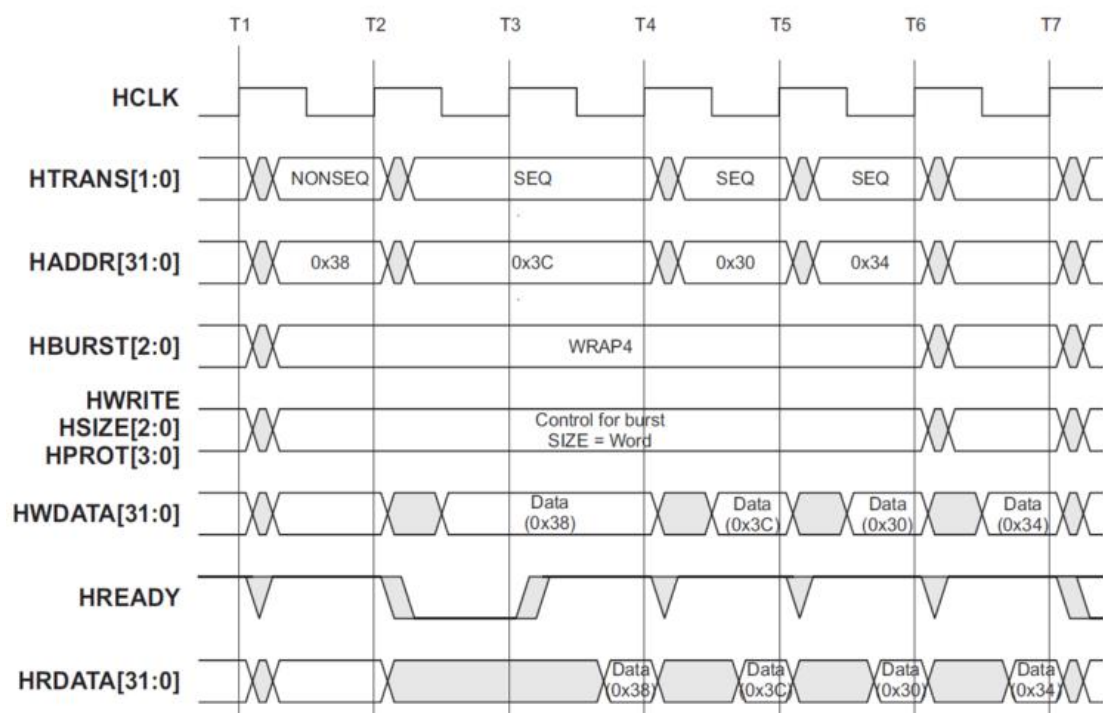 T1 T2 T3 T4 T5 T6 T7
HCLK
HTRANS[1:0] NONSEQ SEQ SEQ SEQ
HADDR[31:0] 0x38 0x3C 0x30 0x34
HBURST[2:0] WRAP4
HWRITE
HSIZE[2:0]
HPROT[3:0]
Control for burst
SIZE = Word
HWDATA[31:0]
Data
(0x38)
Data
(0x3C)
Data
(0x30)
Data
(0x34)
HREADY
HRDATA[31:0]
Data
(0x38)
Data
(0x3C)
Data
(0x30)
Data
(0x34)